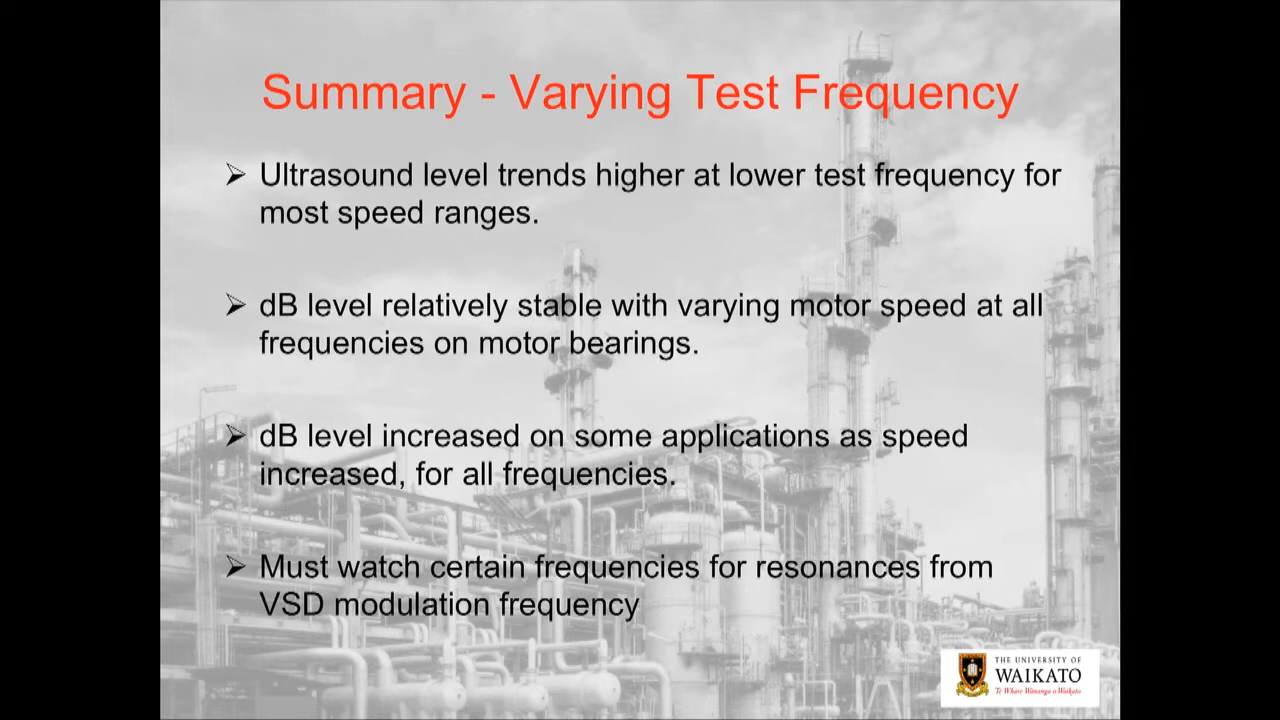 Summary - Varying Test Frequency
➢ Ultrasound level trends higher at lower test frequency for
most speed ranges.
➢ dB level relatively stable with varying motor speed at all
frequencies on motor bearings.
➢ dB level increased on some applications as speed
increased, for all frequencies.
➢ Must watch certain frequencies for resonances from
VSD modulation frequency
THE UNIVERSITY OF
WAIKATO
Te Whare Wānanga o Waikato